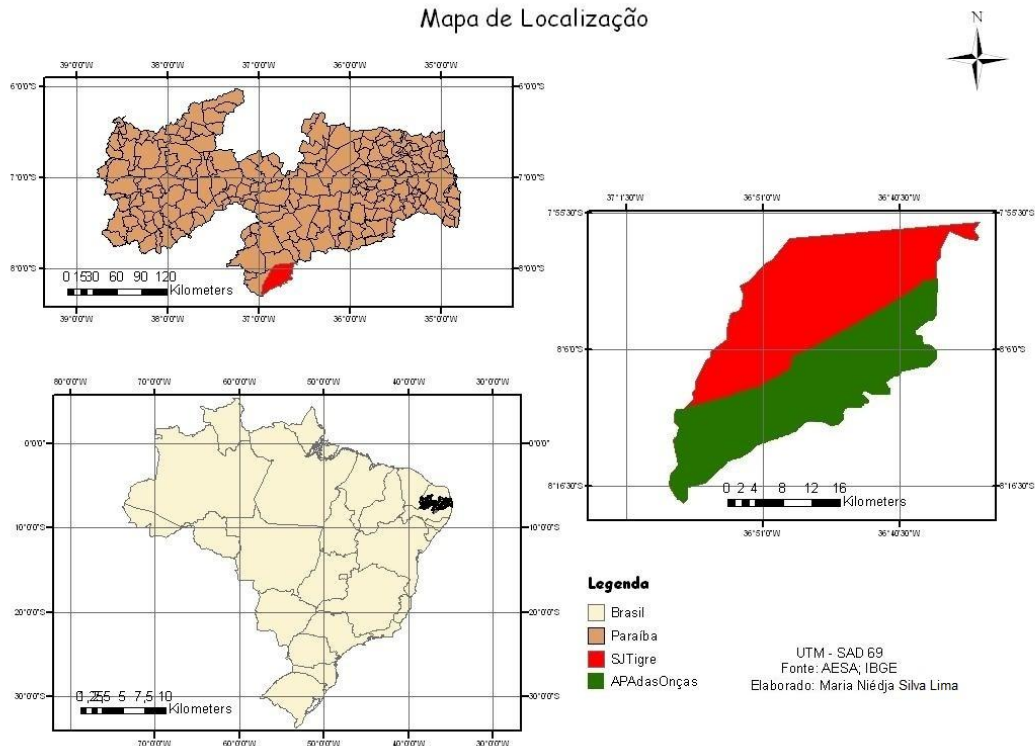 Mapa de Localização
N
39°0'0"W 38°0'0"W 37°0'0"W 36°0'0"W 35°0'0"W
6°0'0"S 6°0'0"S
7°0'0"S 7°0'0"S
8°0'0"S 8°0'0"S
0 1530 60 90 120
Kilometers
39°0'0"W 38°0'0"W 37°0'0"W 36°0'0"W 35°0'0"W
37°1'30"W 36°51'0"W 36°40'30"W
7°55'30"S 7°55'30"S
8°6'0"S 8°6'0"S
8°16'30"S 8°16'30"S
0 2 4 8 12 16
Kilometers
36°51'0"W 36°40'30"W
80°0'0"W 70°0'0"W 60°0'0"W 50°0'0"W 40°0'0"W 30°0'0"W
0°0'0" 0°0'0"
10°0'0"S 10°0'0"S
20°0'0"S 20°0'0"S
30°0'0"S 30°0'0"S
5 7,5 10
Kilometers
70°0'0"W 60°0'0"W 50°0'0"W 40°0'0"W
Legenda
Brasil
Paraíba
SJTigre
APAdasOnças
UTM - SAD 69
Fonte: AESA; IBGE
Elaborado: Maria Niédja Silva Lima